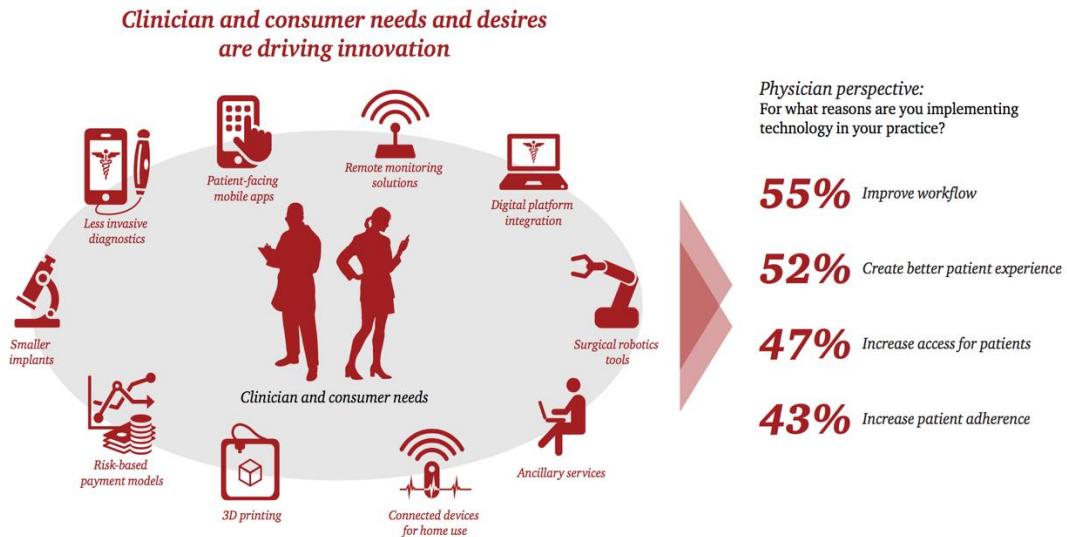 Clinician and consumer needs and desires
are driving innovation
Less invasive
diagnostics
Patient-facing
mobile apps
Remote monitoring
solutions
Digital platform
integration
Smaller
implants
Surgical robotics
tools
Clinician and consumer needs
Risk-based
payment models
3D printing
Connected devices
for home use
Ancillary services
Physician perspective:
For what reasons are you implementing
technology in your practice?
55% Improve workflow
52% Create better patient experience
47% Increase access for patients
43% Increase patient adherence